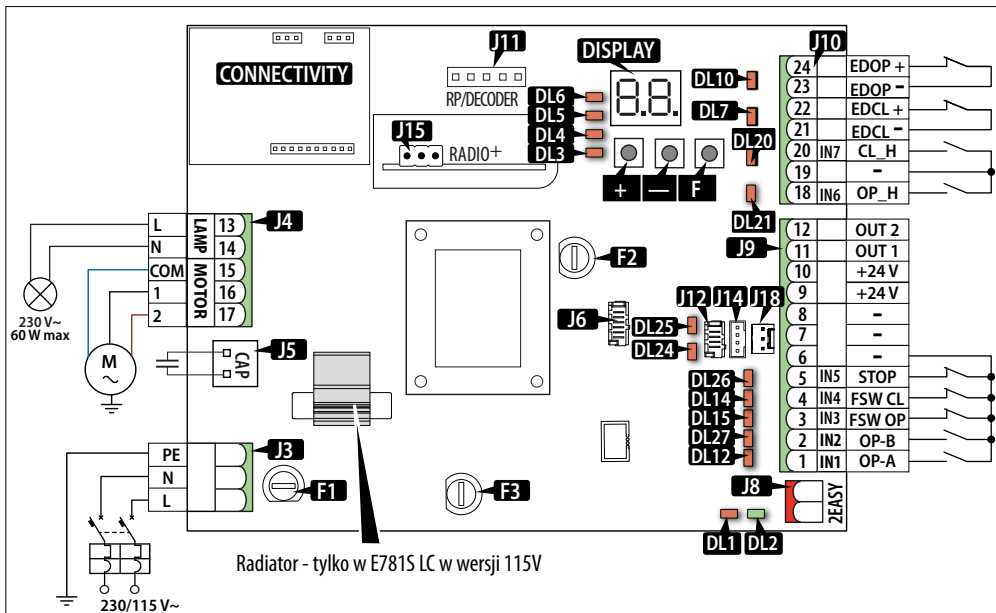 CONNECTIVITY
J11
RP/DECODER
J15
RADIO+
DISPLAY
8.8.
DL6
DL5
DL4
DL3
+
—
F
DL10
DL7
DL20
DL21
J10
24 EDOP +
23 EDOP −
22 EDCL +
21 EDCL −
20 IN7 CL_H
19 -
18 IN6 OP_H
J9
12 OUT 2
11 OUT 1
10 +24 V
9 +24 V
8 -
7 -
6 -
5 IN5 STOP
4 IN4 FSW CL
3 IN3 FSW OP
2 IN2 OP-B
1 IN1 OP-A
J8
2EASY
J4
L LAMP 13
N 14
COM MOTOR 15
1 16
2 17
230 V~
60 W max
M
~
J5
CAP
J3
PE
N
L
230/115 V~
F1
F2
F3
J6
J12
J14
J18
DL25
DL24
DL26
DL14
DL15
DL27
DL12
DL1
DL2
Radiator - tylko w E781S LC w wersji 115V